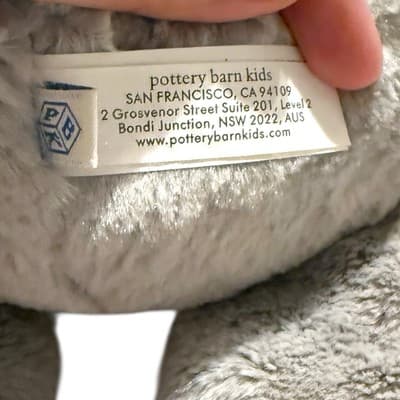 pottery barn kids
SAN FRANCISCO, CA 94109
2 Grosvenor Street Suite 201, Level 2
Bondi Junction, NSW 2022, AUS
www.potterybarnkids.com
P B K